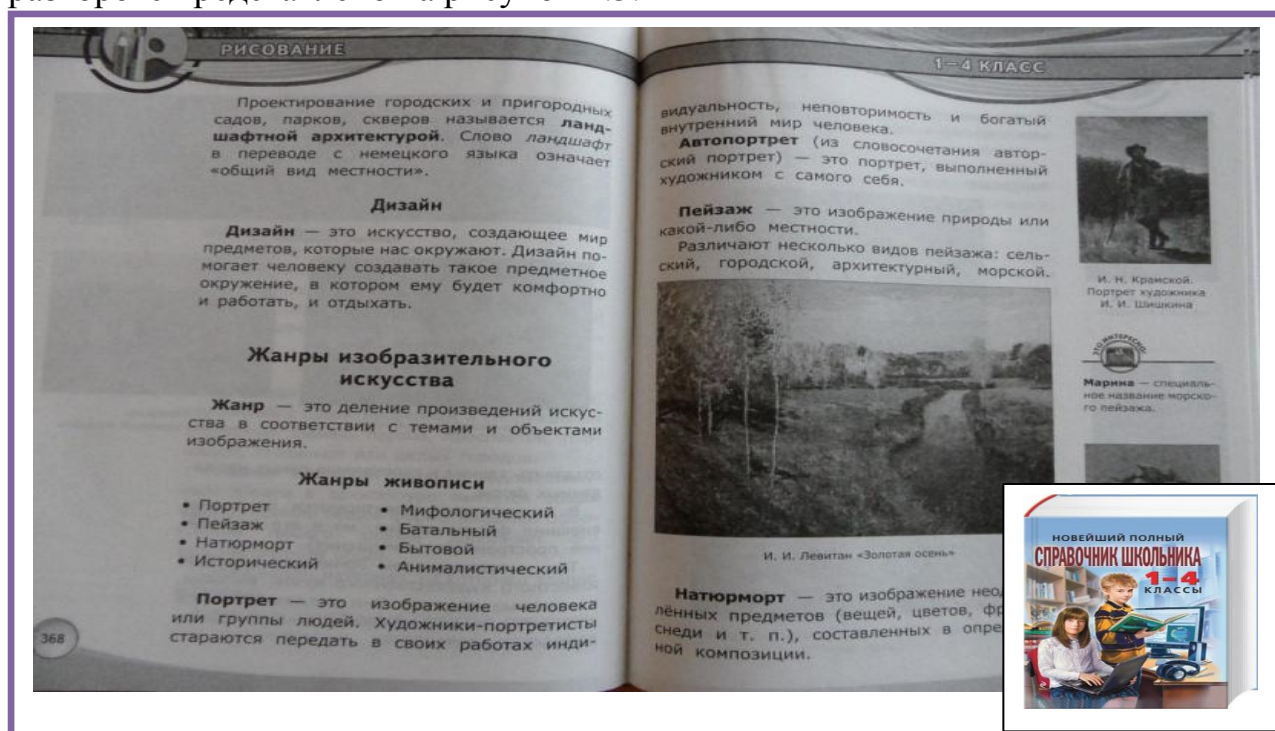 РИСОВАНИЕ
Проектирование городских и пригородных
садов, парков, скверов называется ланд-
шафтной архитектурой. Слово ландшафт
в переводе с немецкого языка означает
«общий вид местности».
Дизайн
Дизайн — это искусство, создающее мир
предметов, которые нас окружают. Дизайн по-
могает человеку создавать такое предметное
окружение, в котором ему будет комфортно
и работать, и отдыхать.
Жанры изобразительного
искусства
Жанр — это деление произведений искус-
ства в соответствии с темами и объектами
изображения.
Жанры живописи
• Портрет
• Пейзаж
• Натюрморт
• Исторический
• Мифологический
• Батальный
• Бытовой
• Анималистический
Портрет — это изображение человека
или группы людей. Художники-портретисты
стараются передать в своих работах инди-
368
1–4 КЛАСС
видуальность, неповторимость и богатый
внутренний мир человека.
Автопортрет (из словосочетания автор-
ский портрет) — это портрет, выполненный
художником с самого себя.
Пейзаж — это изображение природы или
какой-либо местности.
Различают несколько видов пейзажа: сель-
ский, городской, архитектурный, морской.
И. И. Левитан «Золотая осень»
Натюрморт — это изображение неод
лённых предметов (вещей, цветов, фр
снеди и т. п.), составленных в опре
ной композиции.
И. Н. Крамской.
Портрет художника
И. И. Шишкина
ЭТО ИНТЕРЕСНО!
Марина — специаль-
ное название морско-
го пейзажа.
НОВЕЙШИЙ ПОЛНЫЙ
СПРАВОЧНИК ШКОЛЬНИКА
1–4
КЛАССЫ